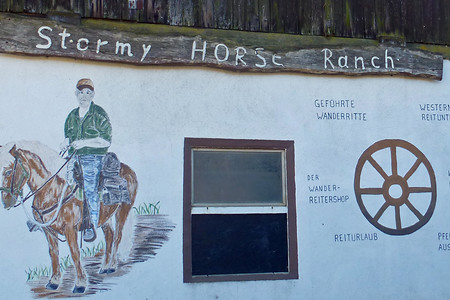 Stormy HORSE Ranch
GEFÜHRTE
WANDERRITTE
WESTERN
REITUNT
DER
WANDER-
REITERSHOP
REITURLAUB